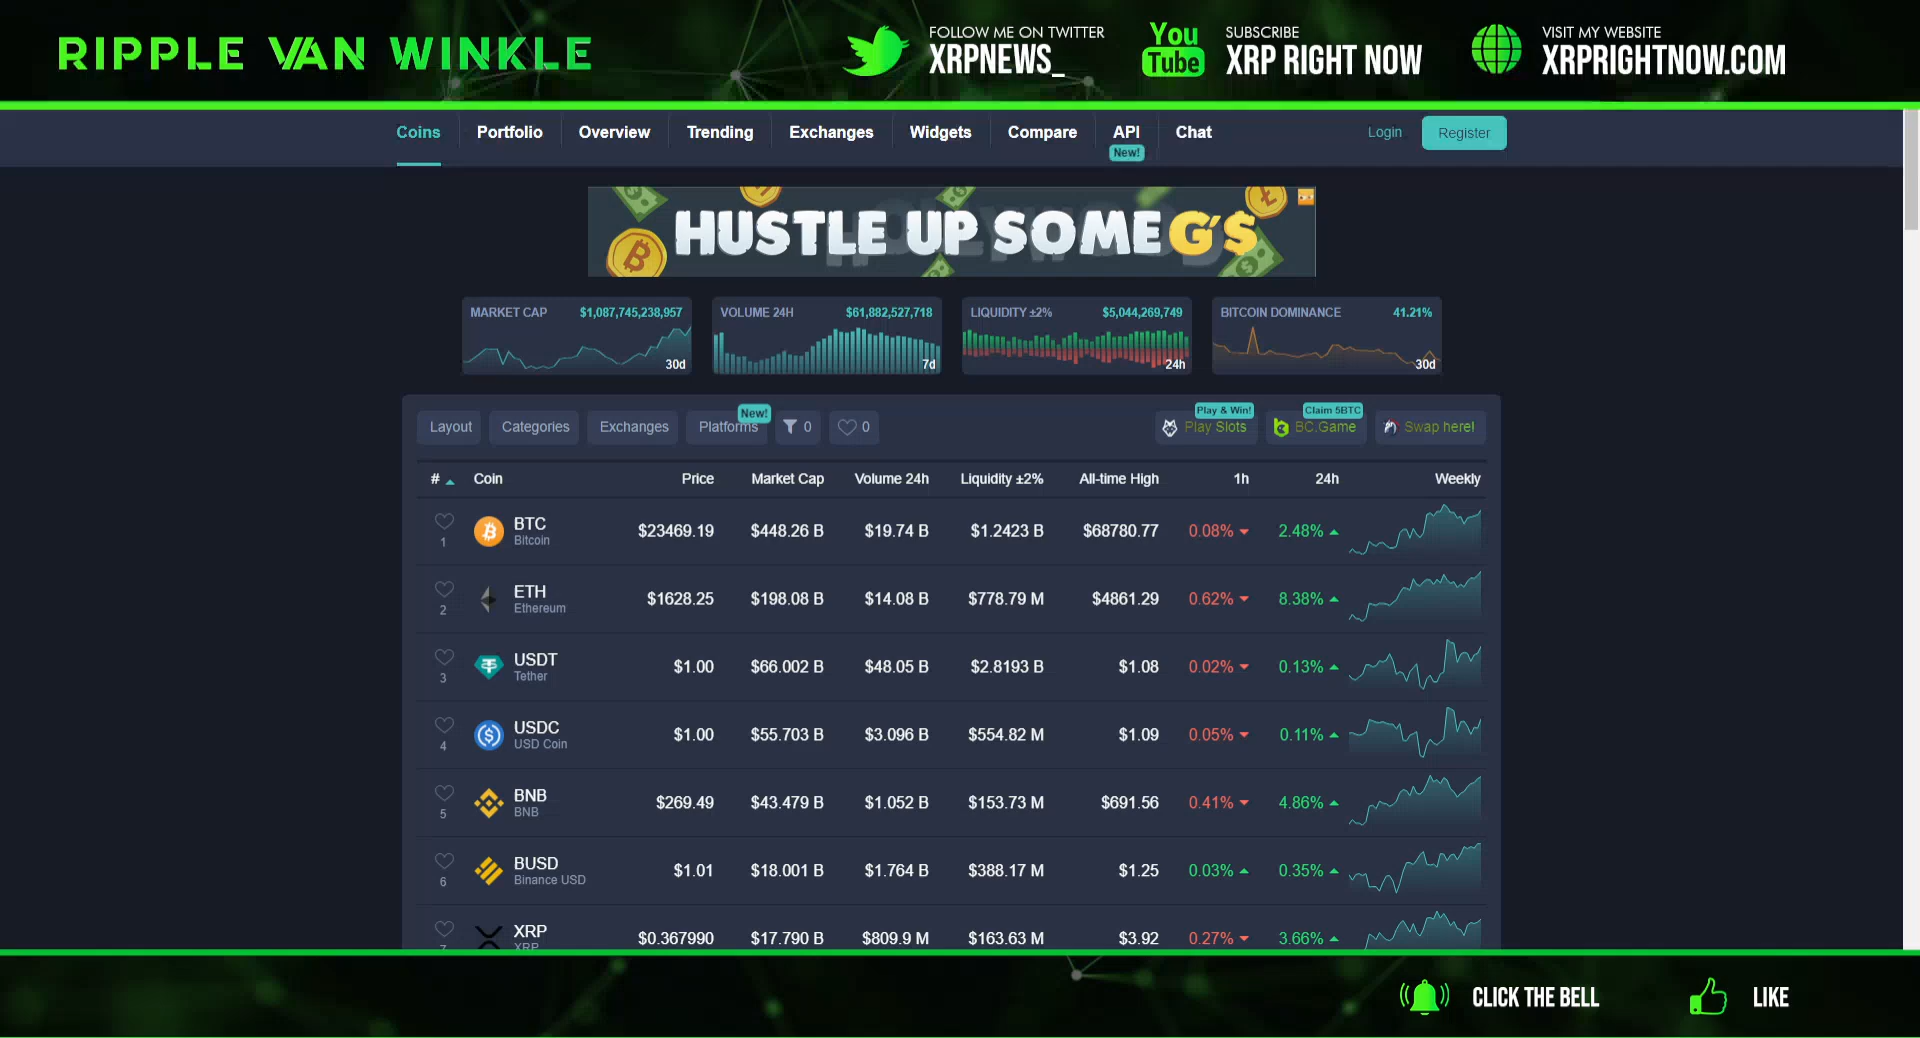 RIPPLE VAN WINKLE
FOLLOW ME ON TWITTER
XRPNEWS_
You
Tube
SUBSCRIBE
XRP RIGHT NOW
VISIT MY WEBSITE
XRPRIGHTNOW.COM
Coins Portfolio Overview Trending Exchanges Widgets Compare API Chat Login Register
New!
HUSTLE UP SOME G'$
MARKET CAP $1,087,745,238,957
30d
VOLUME 24H $61,882,527,718
7d
LIQUIDITY ±2% $5,044,269,749
24h
BITCOIN DOMINANCE 41.21%
30d
Layout Categories Exchanges Platforms New! 0 0
Play & Win! Claim 5BTC
Play Slots BC.Game Swap here!
# Coin Price Market Cap Volume 24h Liquidity ±2% All-time High 1h 24h Weekly
1 BTC $23469.19 $448.26 B $19.74 B $1.2423 B $68780.77 0.08% 2.48%
Bitcoin
2 ETH $1628.25 $198.08 B $14.08 B $778.79 M $4861.29 0.62% 8.38%
Ethereum
3 USDT $1.00 $66.002 B $48.05 B $2.8193 B $1.08 0.02% 0.13%
Tether
4 USDC $1.00 $55.703 B $3.096 B $554.82 M $1.09 0.05% 0.11%
USD Coin
5 BNB $269.49 $43.479 B $1.052 B $153.73 M $691.56 0.41% 4.86%
BNB
6 BUSD $1.01 $18.001 B $1.764 B $388.17 M $1.25 0.03% 0.35%
Binance USD
7 XRP $0.367990 $17.790 B $809.9 M $163.63 M $3.92 0.27% 3.66%
XRP
CLICK THE BELL
LIKE